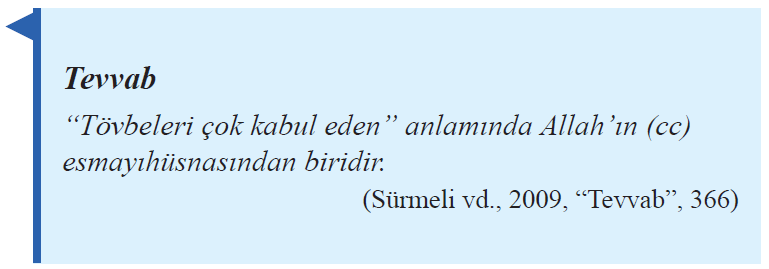 Tevvab
“Tövbeleri çok kabul eden” anlamında Allah’ın (cc)
esmayıhüsnasından biridir.
(Sürmeli vd., 2009, “Tevvab”, 366)